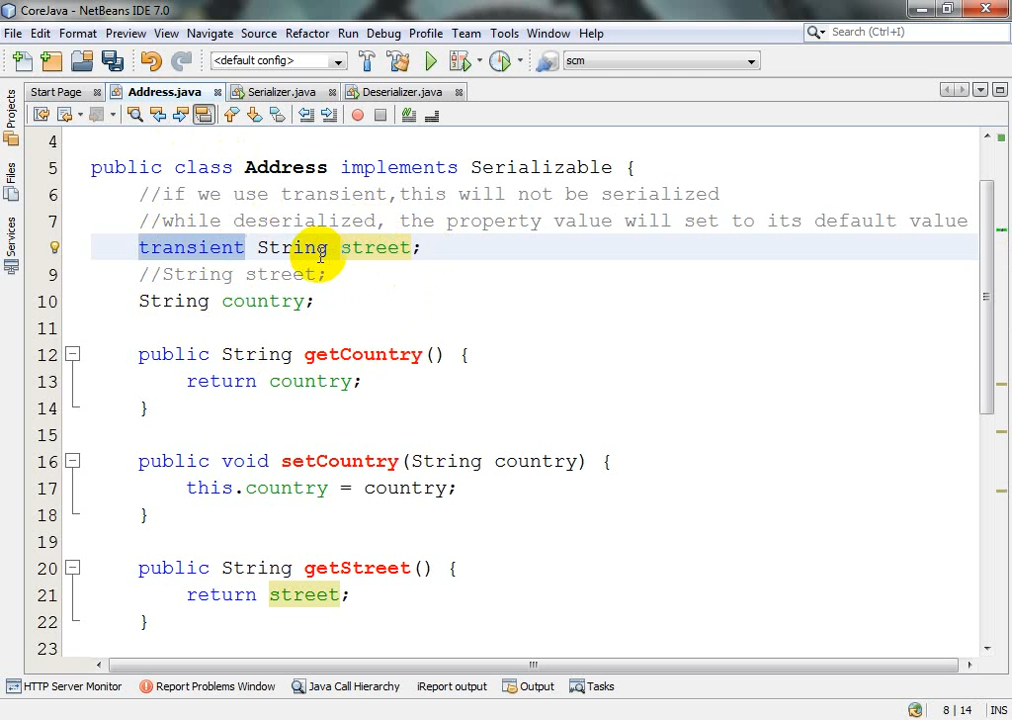 CoreJava - NetBeans IDE 7.0
File Edit Format Preview View Navigate Source Refactor Run Debug Profile Team Tools Window Help
Search (Ctrl+I)
<default config>
scm
Start Page
Address.java
Serializer.java
Deserializer.java
Projects
Files
Services
4
5 public class Address implements Serializable {
6 //if we use transient,this will not be serialized
7 //while deserialized, the property value will set to its default value
8 transient String street;
9 //String street;
10 String country;
11
12 public String getCountry() {
13 return country;
14 }
15
16 public void setCountry(String country) {
17 this.country = country;
18 }
19
20 public String getStreet() {
21 return street;
22 }
23
HTTP Server Monitor Report Problems Window Java Call Hierarchy iReport output Output Tasks
8 | 14 INS